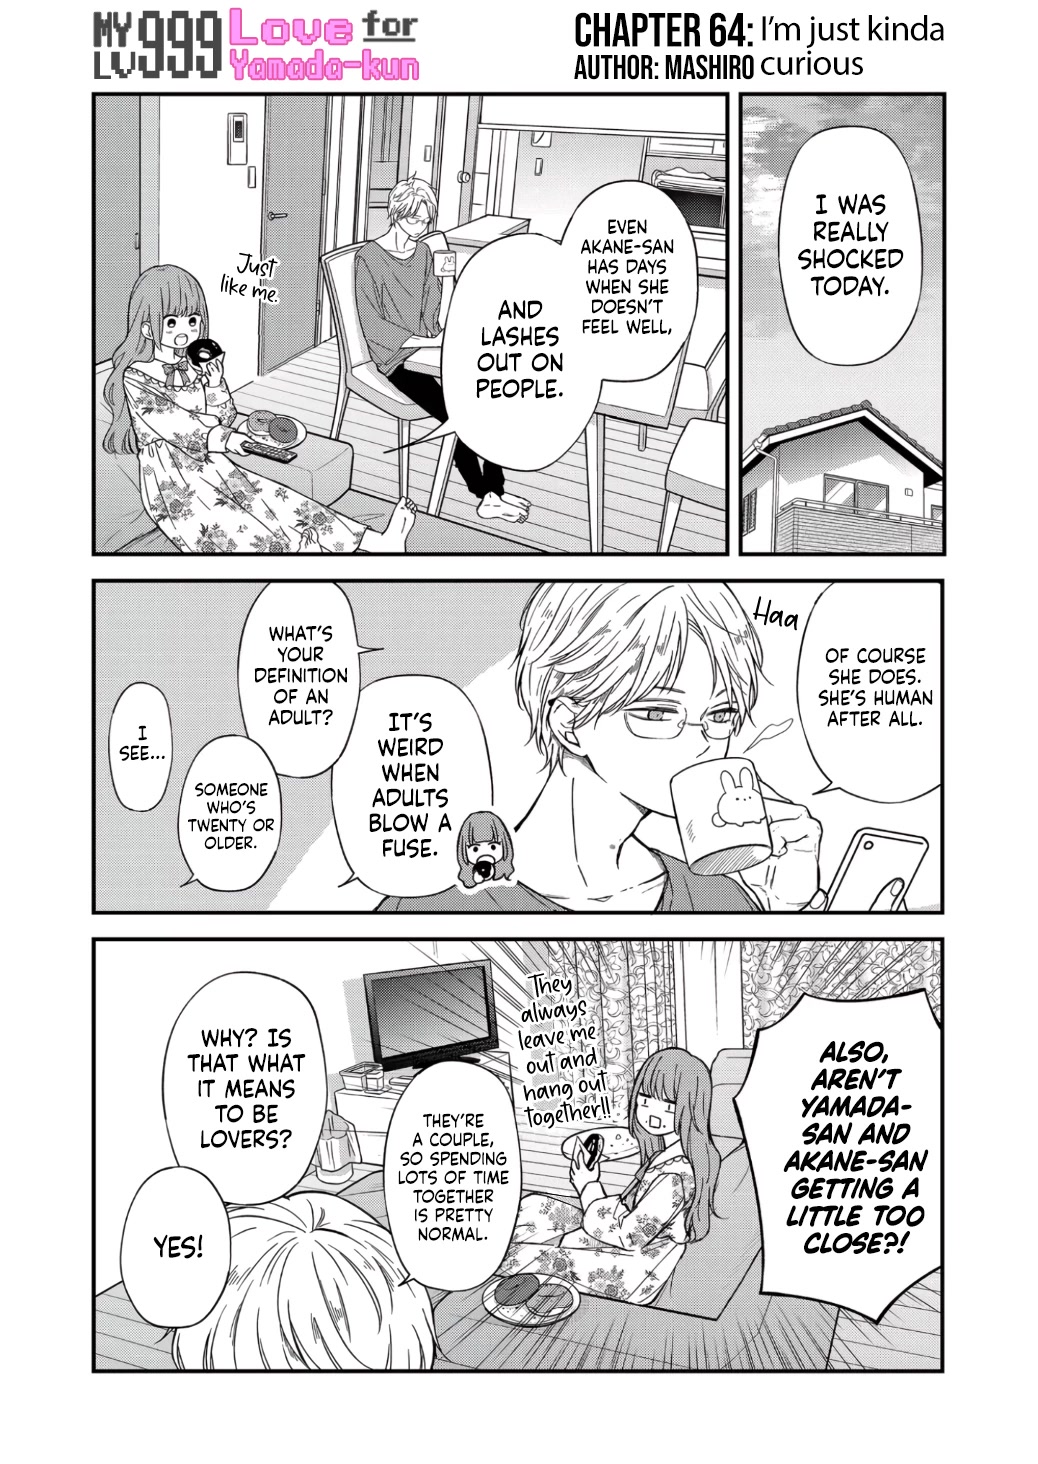 MY LV999 Love for Yamada-kun
CHAPTER 64: I'm just kinda
AUTHOR: MASHIRO curious
I WAS
REALLY
SHOCKED
TODAY.
EVEN
AKANE-SAN
HAS DAYS
WHEN SHE
DOESN'T
FEEL WELL,
AND
LASHES
OUT ON
PEOPLE.
Just
like me.
OF COURSE
SHE DOES.
SHE'S HUMAN
AFTER ALL.
Haa
IT'S
WEIRD
WHEN
ADULTS
BLOW A
FUSE.
WHAT'S
YOUR
DEFINITION
OF AN
ADULT?
SOMEONE
WHO'S
TWENTY OR
OLDER.
I
SEE...
ALSO,
AREN'T
YAMADA-
SAN AND
AKANE-SAN
GETTING A
LITTLE TOO
CLOSE?!
They
always
leave me
out and
hang out
together!!
THEY'RE
A COUPLE,
SO SPENDING
LOTS OF TIME
TOGETHER
IS PRETTY
NORMAL.
WHY? IS
THAT WHAT
IT MEANS
TO BE
LOVERS?
YES!